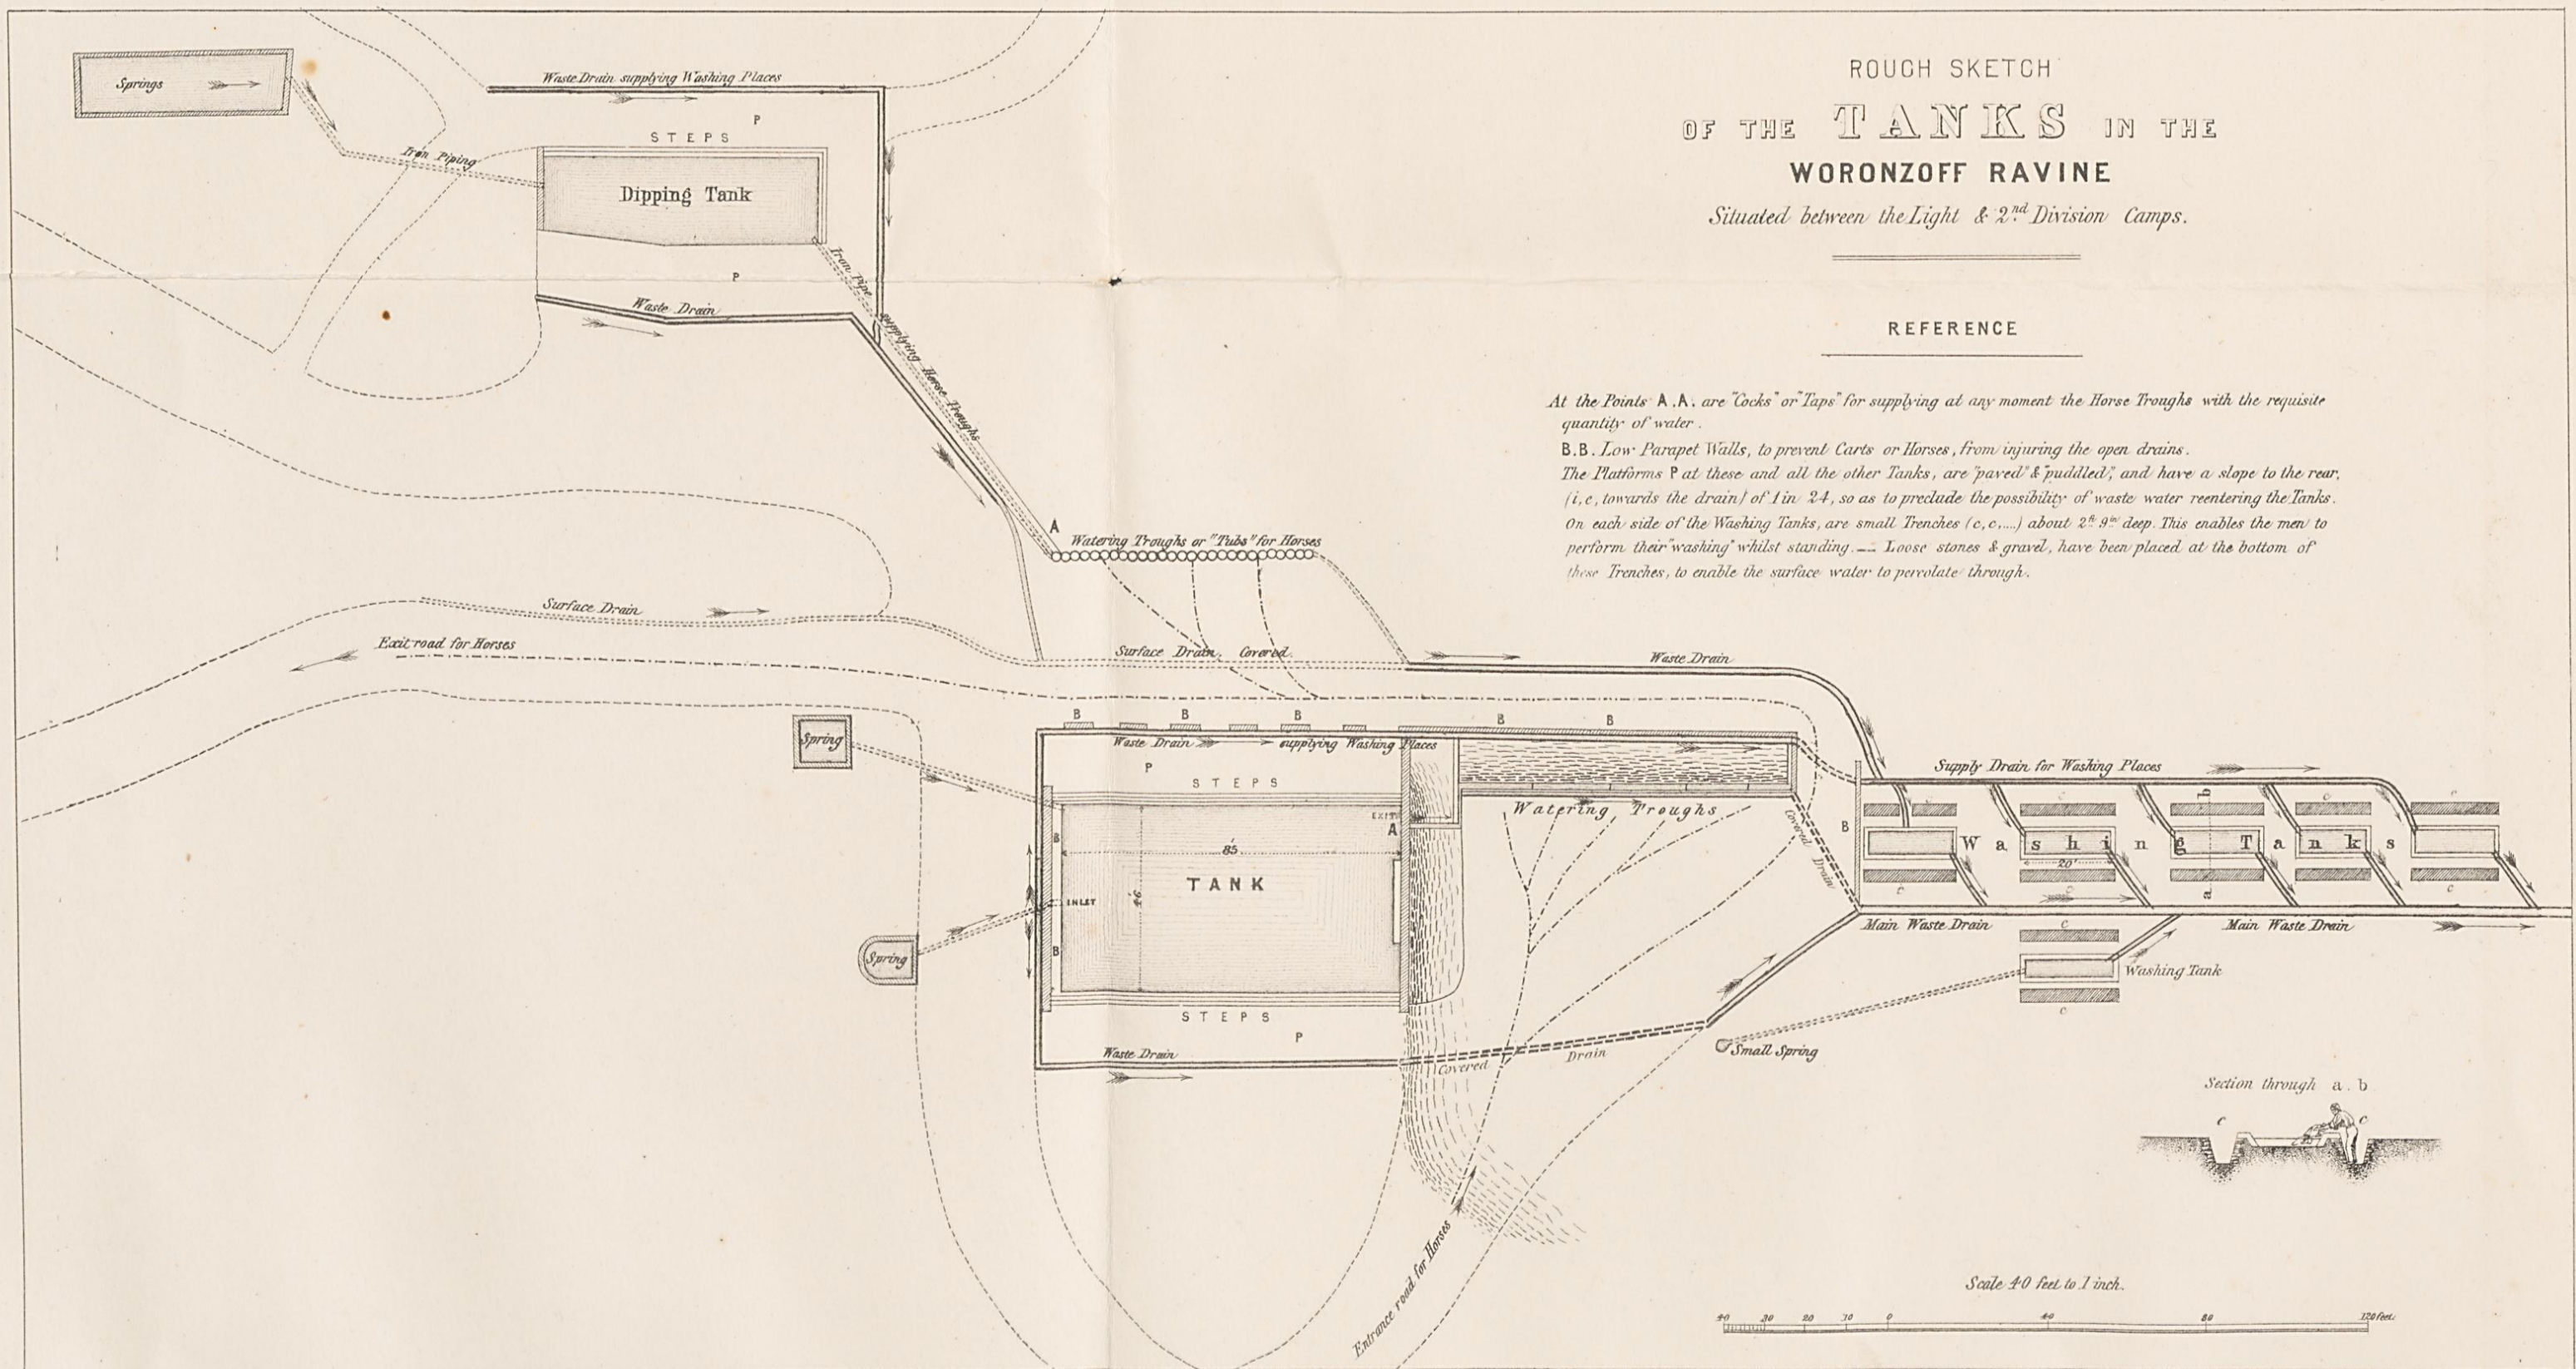 ROUGH SKETCH
OF THE TANKS IN THE
WORONZOFF RAVINE
Situated between the Light & 2nd Division Camps.
REFERENCE
At the Points A.A. are "Cocks" or "Taps" for supplying at any moment the Horse Troughs with the requisite
quantity of water.
B.B. Low Parapet Walls, to prevent Carts or Horses, from injuring the open drains.
The Platforms P at these and all the other Tanks, are "paved" & "puddled", and have a slope to the rear,
(i,e, towards the drain) of 1 in 24, so as to preclude the possibility of waste water reentering the Tanks.
On each side of the Washing Tanks, are small Trenches (c,c,....) about 2ft 9in deep. This enables the men to
perform their "washing" whilst standing. __ Loose stones & gravel, have been placed at the bottom of
these Trenches, to enable the surface water to percolate through.
Springs
Waste Drain supplying Washing Places
P
STEPS
Iron Piping
Dipping Tank
P
Iron Pipe supplying Horse Troughs
Waste Drain
A
Watering Troughs or "Tubs" for Horses
Surface Drain
Exit road for Horses
Surface Drain. Covered.
Waste Drain
B B B B B
Spring
Waste Drain supplying Washing Places
P
STEPS
Supply Drain for Washing Places
Watering Troughs
EXIT
A
B
B
85'
TANK
46'
INLET
B
Covered Drain
c c c c c
b
Washing Tanks
20'
a
c c c
Main Waste Drain
Main Waste Drain
Spring
c
Washing Tank
c
STEPS
P
Waste Drain
Covered Drain
Small Spring
Entrance road for Horses
Section through a.b
c c
Scale 40 feet to 1 inch.
40 30 20 10 0 40 80 120 feet.